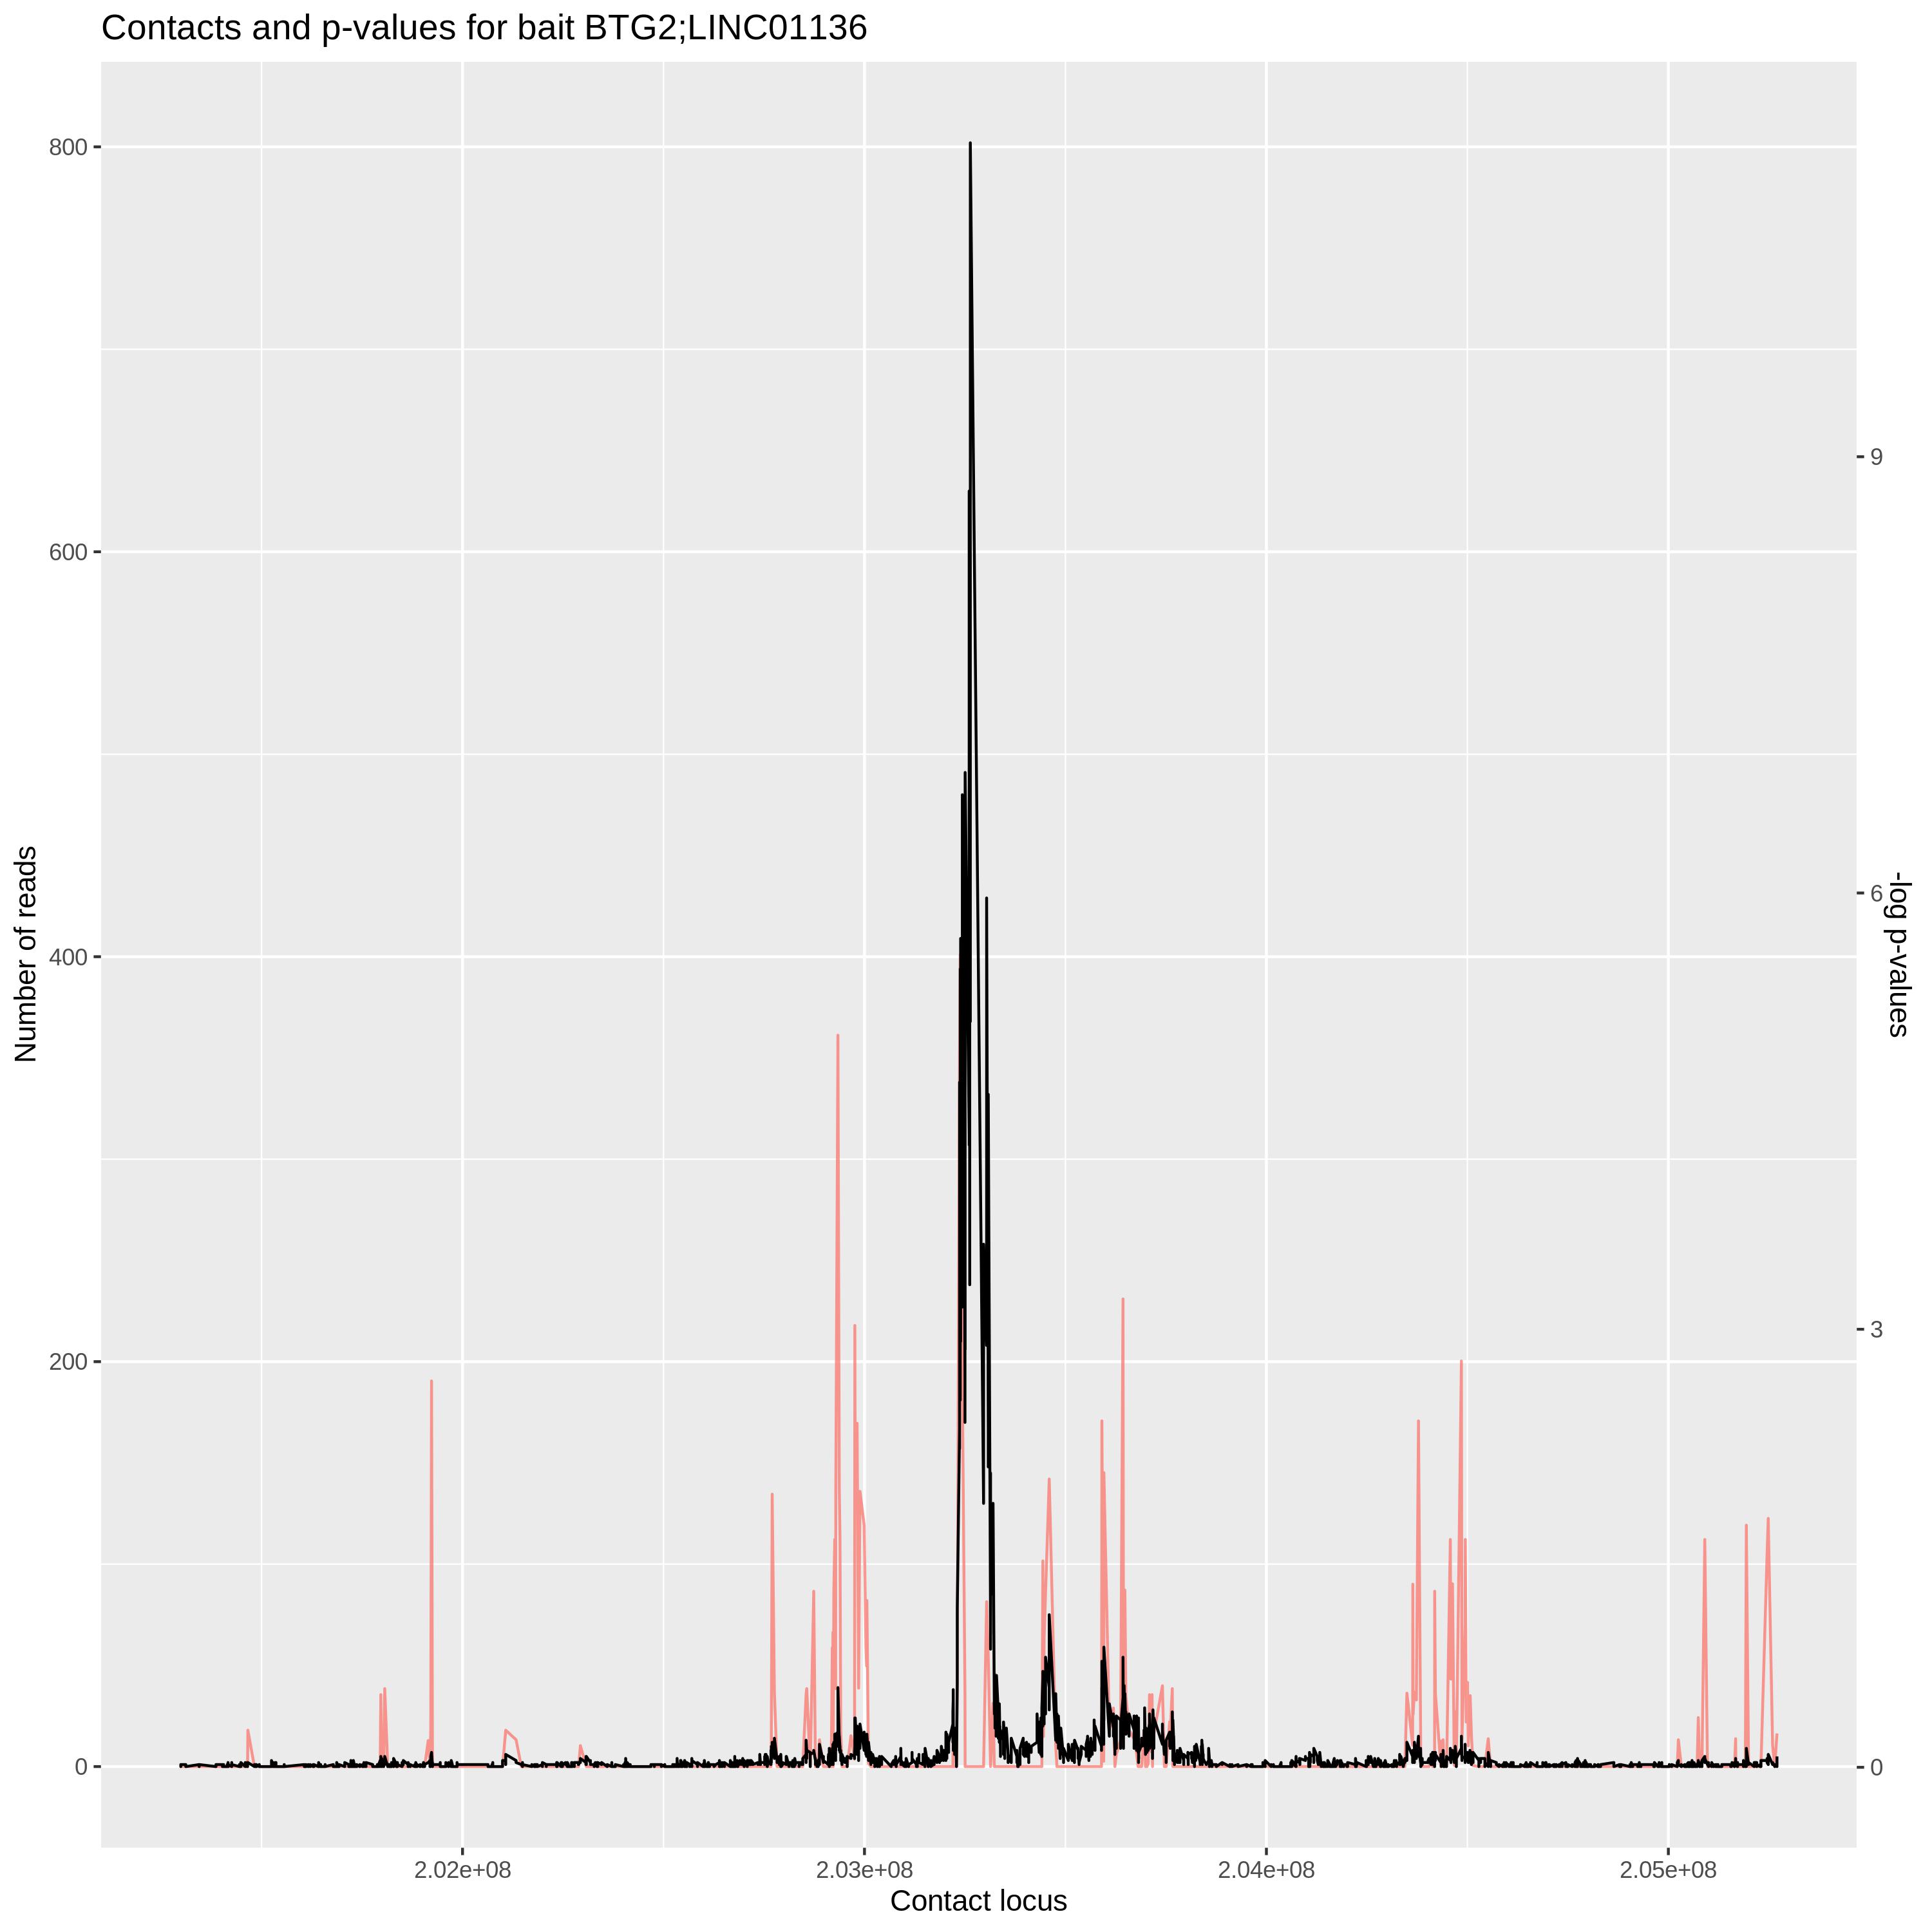 Contacts and p-values for bait BTG2;LINC01136
800
600
400
200
0
Number of reads
9
6
3
0
-log p-values
2.02e+08
2.03e+08
2.04e+08
2.05e+08
Contact locus